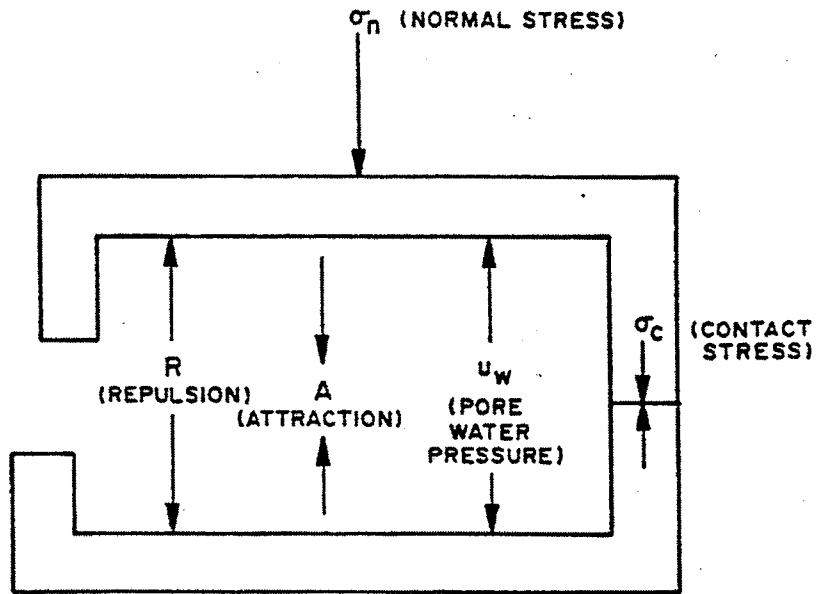 σn (NORMAL STRESS)
R
(REPULSION)
A
(ATTRACTION)
uw
(PORE
WATER
PRESSURE)
σc (CONTACT
STRESS)